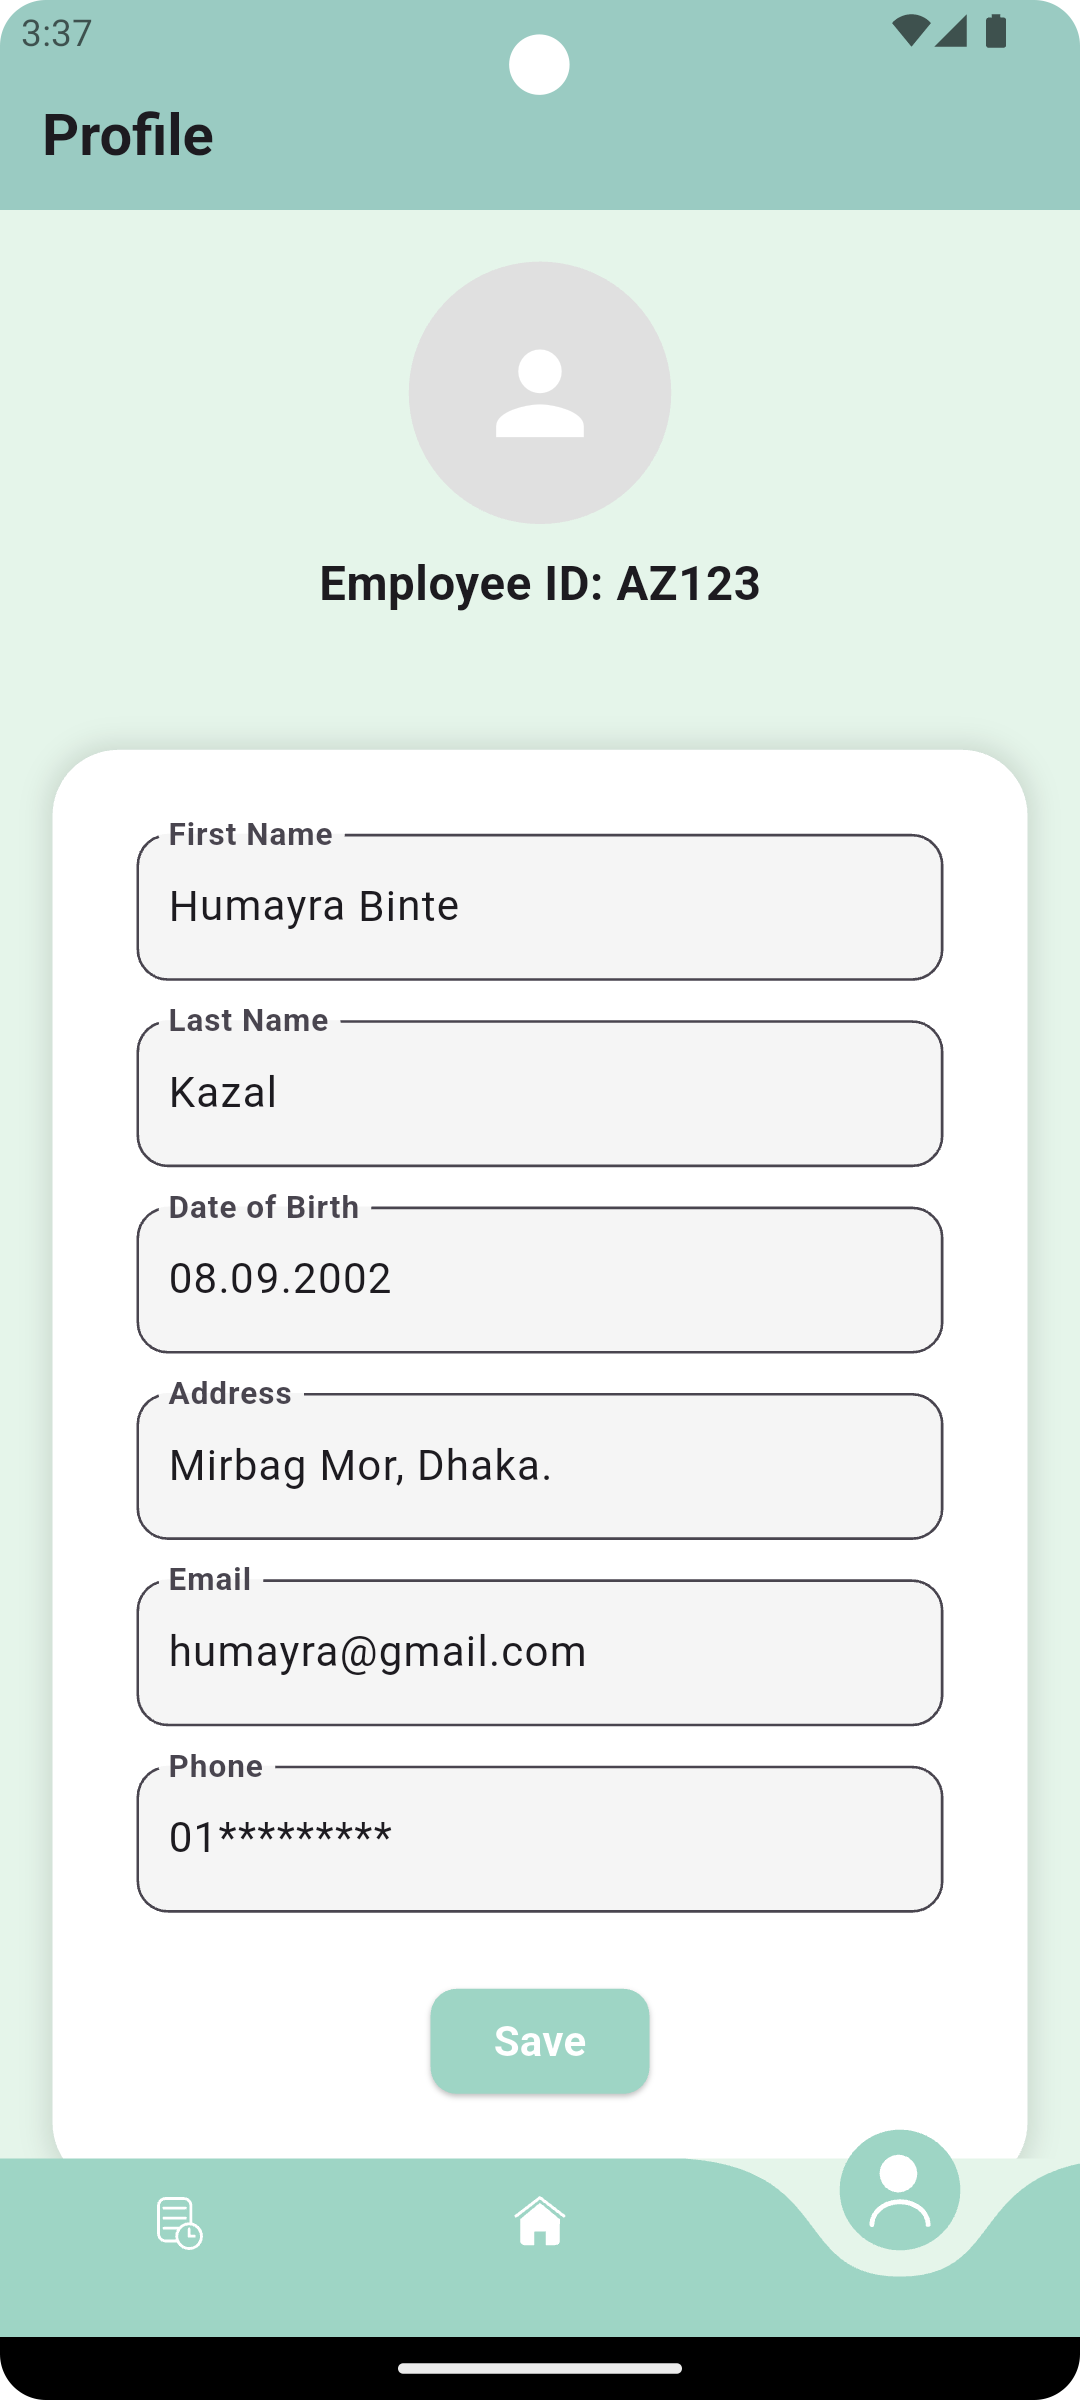 3:37
Profile
Employee ID: AZ123
First Name
Humayra Binte
Last Name
Kazal
Date of Birth
08.09.2002
Address
Mirbag Mor, Dhaka.
Email
humayra@gmail.com
Phone
01*********
Save